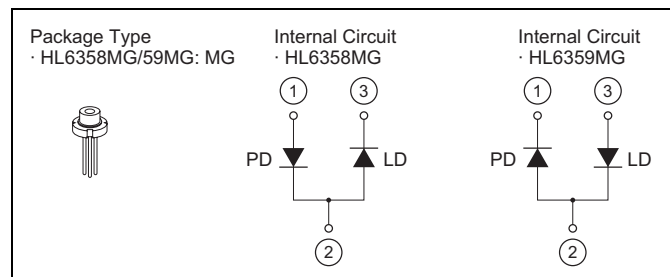 Package Type
· HL6358MG/59MG: MG
Internal Circuit
· HL6358MG
1
3
PD
LD
2
Internal Circuit
· HL6359MG
1
3
PD
LD
2